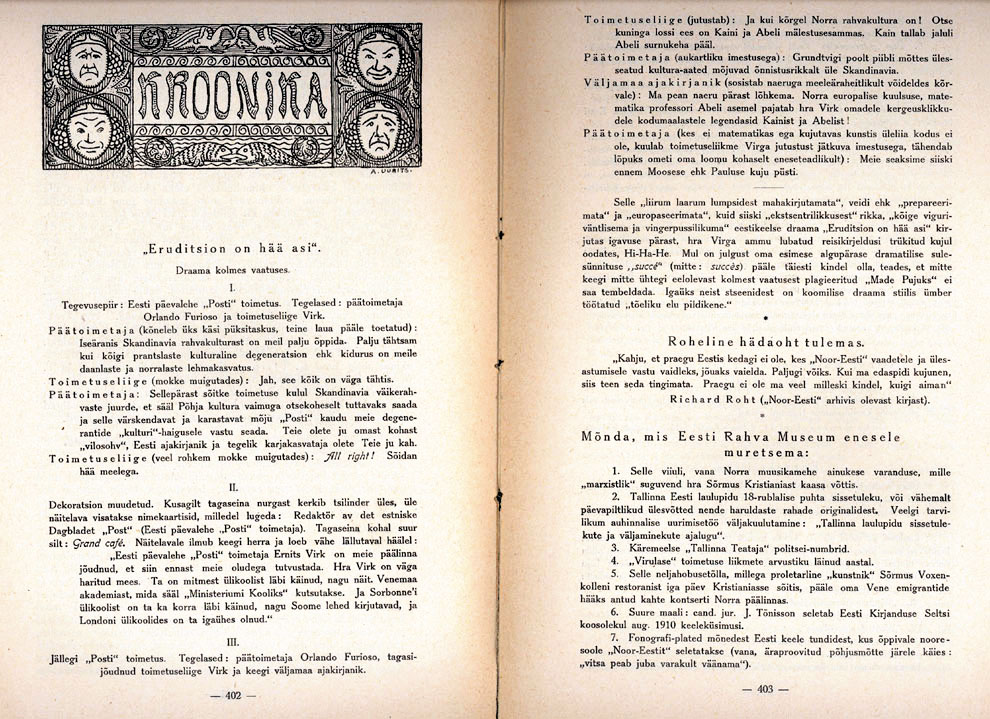 KROONIKA
A. UURITS.
„Eruditsion on hää asi“.
Draama kolmes vaatuses.
I.
Tegevusepiir: Eesti päevalehe „Posti“ toimetus. Tegelased: päätoimetaja
Orlando Furioso ja toimetuseliige Virk.
Päätoimetaja (kõneleb üks käsi püksitaskus, teine laua pääle toetatud):
Iseäranis Skandinavia rahvakulturast on meil palju õppida. Palju tähtsam
kui kõigi prantslaste kulturaline degeneratsion ehk kidurus on meile
daanlaste ja norralaste lehmakasvatus.
Toimetuseliige (mokke muigutades): Jah, see kõik on väga tähtis.
Päätoimetaja: Sellepärast sõitke toimetuse kulul Skandinavia väikerah-
vaste juurde, et sääl Põhja kultura vaimuga otsekoheselt tuttavaks saada
ja selle värskendavat ja karastavat mõju „Posti“ kaudu meie degene-
rantide „kulturi“-haigusele vastu seada. Teie olete ju omast kohast
„vilosohv“, Eesti ajakirjanik ja tegelik karjakasvataja olete Teie ju kah.
Toimetuseliige (veel rohkem mokke muigutades): All right! Sõidan
hää meelega.
II.
Dekoratsion muudetud. Kusagilt tagaseina nurgast kerkib tsilinder üles, üle
näitelava visatakse nimekaartisid, milledel lugeda: Redaktör av det estniske
Dagbladet „Post“ (Eesti päevalehe „Posti“ toimetaja). Tagaseina kohal suur
silt: Grand café. Näitelavale ilmub keegi herra ja loeb vähe lällutaval häälel:
„Eesti päevalehe „Posti“ toimetaja Ernits Virk on meie päälinna
jõudnud, et siin ennast meie oludega tutvustada. Hra Virk on väga
haritud mees. Ta on mitmest ülikoolist läbi käinud, nagu näit. Venemaa
akademiast, mida sääl „Ministeriumi Kooliks“ kutsutakse. Ja Sorbonne'i
ülikoolist on ta ka korra läbi käinud, nagu Soome lehed kirjutavad, ja
Londoni ülikoolides on ta igaühes olnud.“
III.
Jällegi „Posti“ toimetus. Tegelased: päätoimetaja Orlando Furioso, tagasi-
jõudnud toimetuseliige Virk ja keegi väljamaa ajakirjanik.
— 402 —
Toimetuseliige (jutustab): Ja kui kõrgel Norra rahvakultura on! Otse
kuninga lossi ees on Kaini ja Abeli mälestusesammas. Kain tallab jaluli
Abeli surnukeha pääl.
Päätoimetaja (aukartliku imestusega): Grundtvigi poolt piibli mõttes üles-
seatud kultura-aated mõjuvad õnnistusrikkalt üle Skandinavia.
Väljamaa ajakirjanik (sosistab naeruga meeleäraheitlikult võideldes kõr-
vale): Ma pean naeru pärast lõhkema. Norra europalise kuulsuse, mate-
matika professori Abeli asemel pajatab hra Virk omadele kergeusklikku-
dele kodumaalastele legendasid Kainist ja Abelist!
Päätoimetaja (kes ei matematikas ega kujutavas kunstis üleliia kodus ei
ole, kuulab toimetuseliikme Virga jutustust jätkuva imestusega, tähendab
lõpuks ometi oma loomu kohaselt eneseteadlikult): Meie seaksime siiski
ennem Moosese ehk Pauluse kuju püsti.
Selle „liirum laarum lumpsidest mahakirjutamata“, veidi ehk „prepareeri-
mata“ ja „europaseerimata“, kuid siiski „ekstsentrilikkusest“ rikka, „kõige viguri-
väntlisema ja vingerpussilikuma“ eestikeelse draama „Eruditsion on hää asi“ kir-
jutas igavuse pärast, hra Virga ammu lubatud reisikirjeldusi trükitud kujul
oodates, Hi-Ha-He. Mul on julgust oma esimese algupärase dramatilise sule-
sünnituse „succé“ (mitte: succès) pääle täiesti kindel olla, teades, et mitte
keegi mitte ühtegi eelolevast kolmest vaatusest plagieeritud „Made Pujuks“ ei
saa tembeldada. Igaüks neist stseenidest on koomilise draama stiilis ümber
töötatud „tõeliku elu pildikene.“
*
Roheline hädaoht tulemas.
„Kahju, et praegu Eestis kedagi ei ole, kes „Noor-Eesti“ vaadetele ja üles-
astumisele vastu vaidleks, jõuaks vaielda. Paljugi võiks. Kui ma edaspidi kujunen,
siis teen seda tingimata. Praegu ei ole ma veel milleski kindel, kuigi aiman“
Richard Roht („Noor-Eesti“ arhivis olevast kirjast).
*
Mõnda, mis Eesti Rahva Museum enesele
muretsema:
1. Selle viiuli, vana Norra muusikamehe ainukese varanduse, mille
„marxistlik“ suguvend hra Sõrmus Kristianiast kaasa võttis.
2. Tallinna Eesti laulupidu 18-rublalise puhta sissetuleku, või vähemalt
päevapiltlikud ülesvõtted nende haruldaste rahade originalidest. Veelgi tarvi-
likum auhinnalise uurimisetöö väljakuulutamine: „Tallinna laulupidu sissetule-
kute ja väljaminekute ajalugu“.
3. Käremeelse „Tallinna Teataja“ politsei-numbrid.
4. „Virulase“ toimetuse liikmete arvustiku läinud aastal.
5. Selle neljahobusetõlla, millega proletarline „kunstnik“ Sõrmus Voxen-
kolleni restoranist iga päev Kristianiasse sõitis, pääle oma Vene emigrantide
hääks antud kahte kontserti Norra päälinnas.
6. Suure maali: cand. jur. J. Tõnisson seletab Eesti Kirjanduse Seltsi
koosolekul aug. 1910 keeleküsimusi.
7. Fonografi-plated mõnedest Eesti keele tundidest, kus õppivale noore-
soole „Noor-Eestit“ seletatakse (vana, äraproovitud põhjusmõtte järele käies:
„vitsa peab juba varakult väänama“).
— 403 —